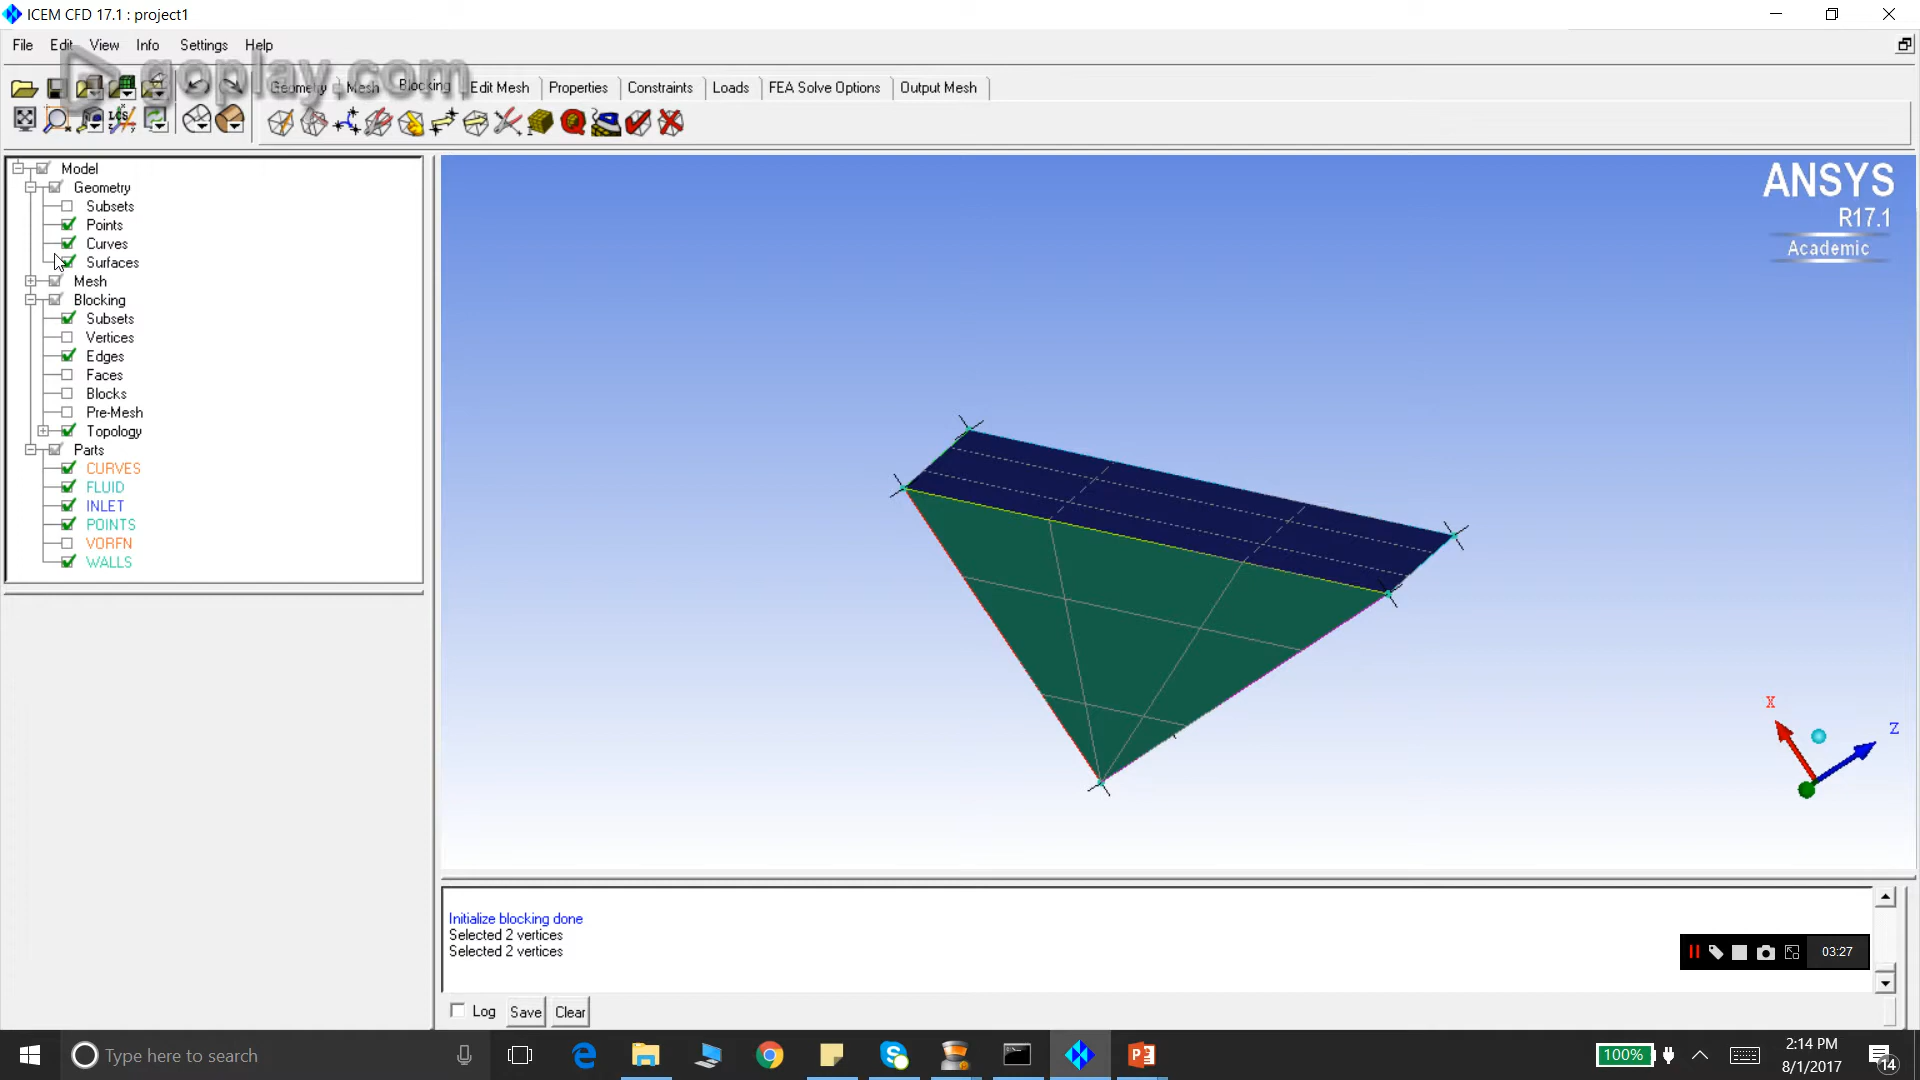 ICEM CFD 17.1 : project1
File Edit View Info Settings Help
goplay.com
Geometry Mesh Blocking Edit Mesh Properties Constraints Loads FEA Solve Options Output Mesh
LCS
Model
Geometry
Subsets
Points
Curves
Surfaces
Mesh
Blocking
Subsets
Vertices
Edges
Faces
Blocks
Pre-Mesh
Topology
Parts
CURVES
FLUID
INLET
POINTS
VORFN
WALLS
ANSYS
R17.1
Academic
X
Z
Initialize blocking done
Selected 2 vertices
Selected 2 vertices
03:27
Log Save Clear
Type here to search
100%
2:14 PM
8/1/2017
14